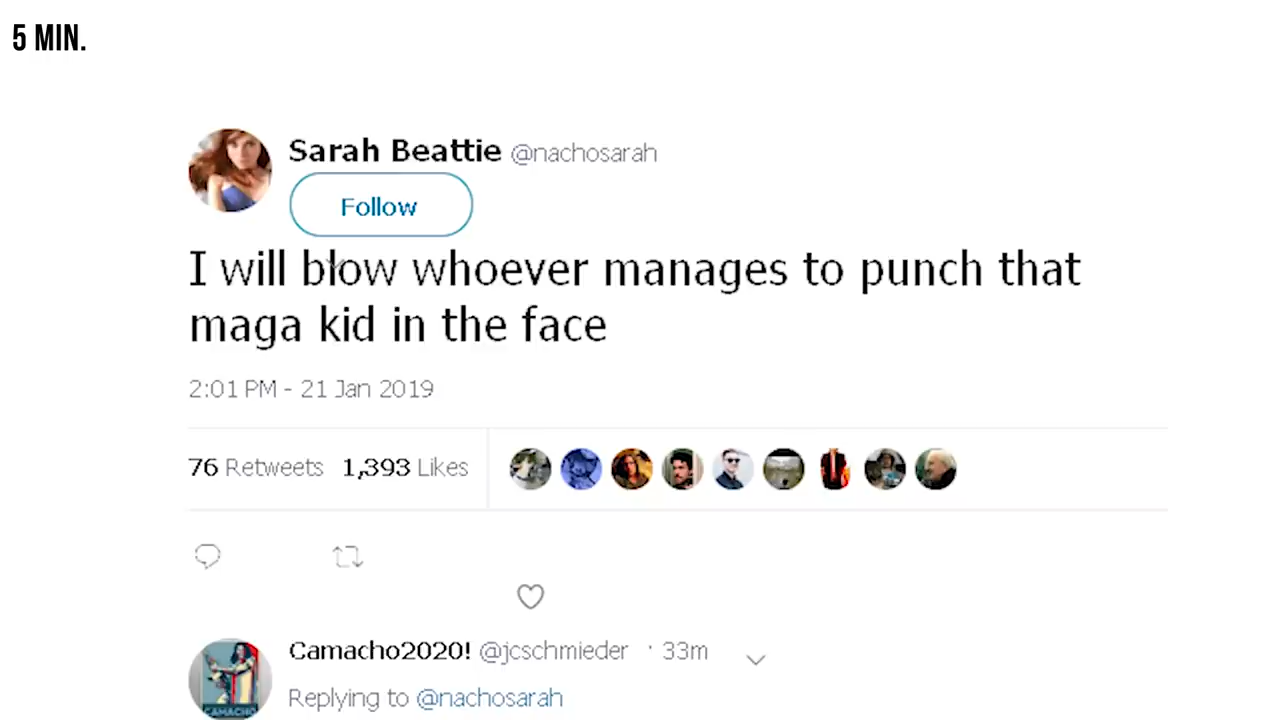 5 MIN.
Sarah Beattie @nachosarah
Follow
I will blow whoever manages to punch that
maga kid in the face
2:01 PM - 21 Jan 2019
76 Retweets 1,393 Likes
Camacho2020! @jcschmieder · 33m
Replying to @nachosarah
CAMACHO